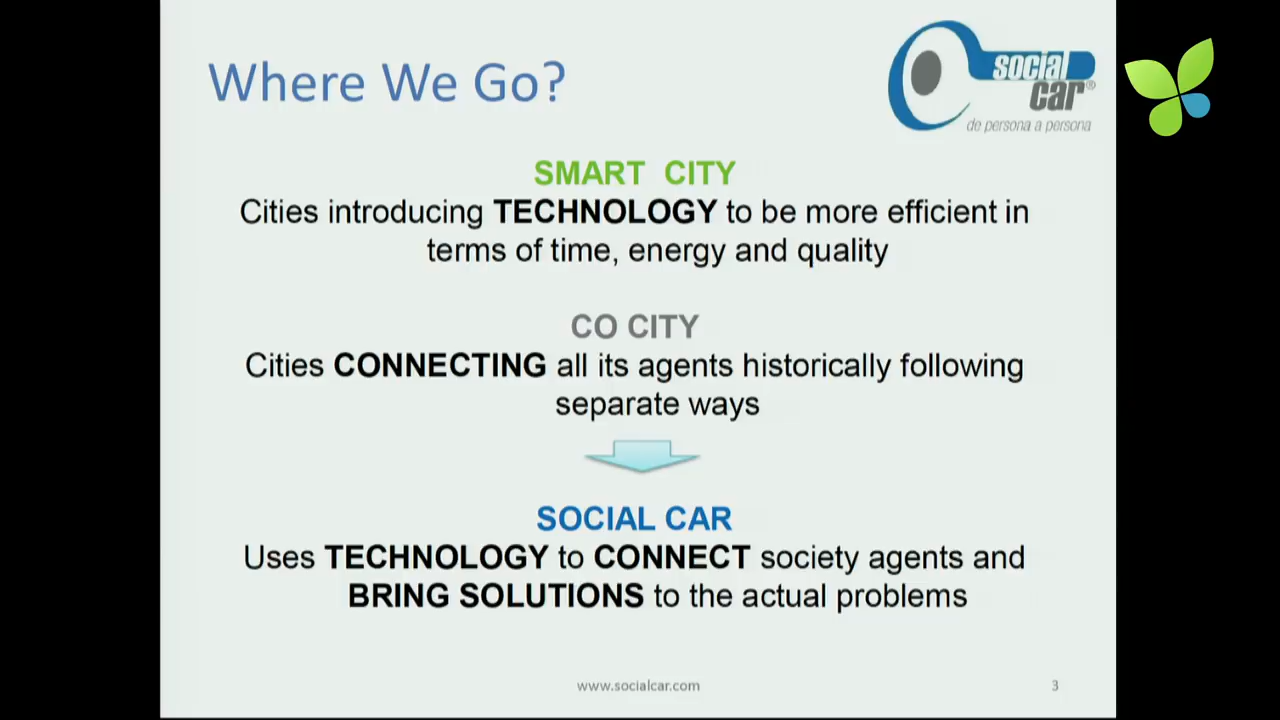 Where We Go?
social
car®
de persona a persona
SMART CITY
Cities introducing TECHNOLOGY to be more efficient in
terms of time, energy and quality
CO CITY
Cities CONNECTING all its agents historically following
separate ways
SOCIAL CAR
Uses TECHNOLOGY to CONNECT society agents and
BRING SOLUTIONS to the actual problems
www.socialcar.com
3